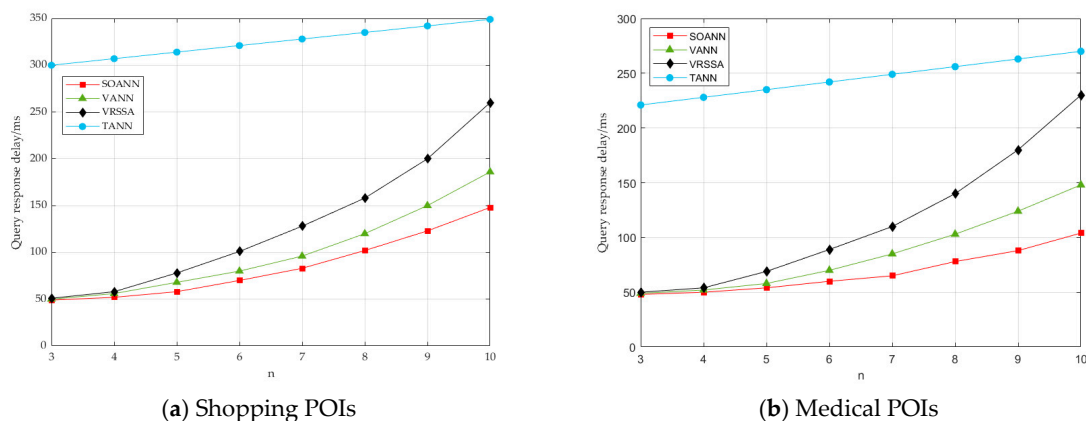 350
300
250
200
150
100
50
0
Query response delay/ms
SOANN
VANN
VRSSA
TANN
3 4 5 6 7 8 9 10
n
(a) Shopping POIs
300
250
200
150
100
50
0
Query response delay/ms
SOANN
VANN
VRSSA
TANN
3 4 5 6 7 8 9 10
n
(b) Medical POIs